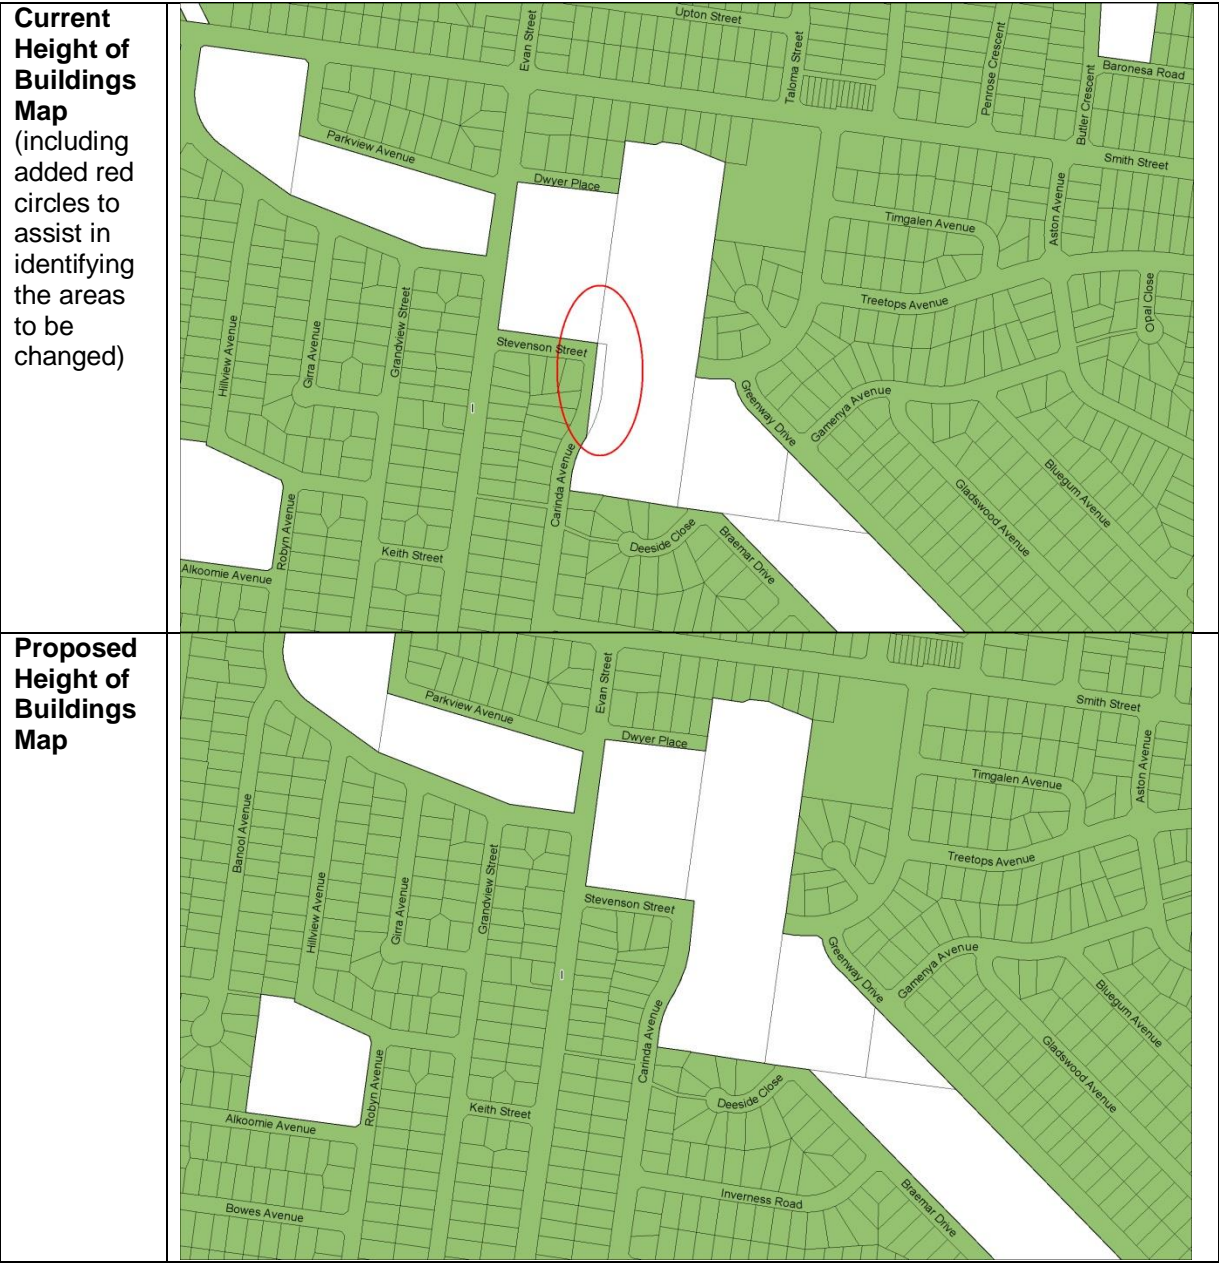 Current
Height of
Buildings
Map
(including
added red
circles to
assist in
identifying
the areas
to be
changed)
Upton Street
Evan Street
Taloma Street
Penrose Crescent
Baronesa Road
Butler Crescent
Parkview Avenue
Smith Street
Dwyer Place
Aston Avenue
Timgalen Avenue
Treetops Avenue
Opal Close
Hillview Avenue
Girra Avenue
Grandview Street
Stevenson Street
Greenway Drive
Gamenya Avenue
Carinda Avenue
Bluegum Avenue
Gladswood Avenue
Robyn Avenue
Keith Street
Deeside Close
Braemar Drive
Alkoomie Avenue
Proposed
Height of
Buildings
Map
Evan Street
Parkview Avenue
Smith Street
Dwyer Place
Aston Avenue
Timgalen Avenue
Banool Avenue
Treetops Avenue
Hillview Avenue
Girra Avenue
Grandview Street
Stevenson Street
Greenway Drive
Gamenya Avenue
Bluegum Avenue
Carinda Avenue
Gladswood Avenue
Robyn Avenue
Deeside Close
Keith Street
Alkoomie Avenue
Inverness Road
Braemar Drive
Bowes Avenue